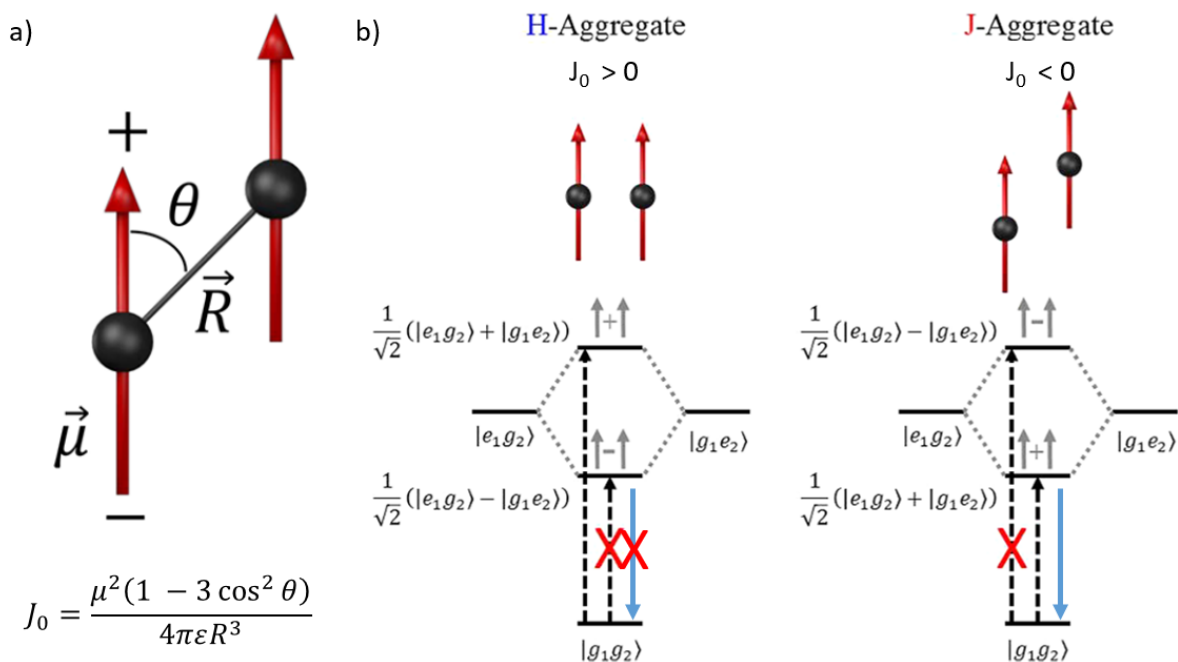 a)
+
θ
R⃗
μ⃗
−
J₀ = μ²(1 − 3 cos² θ) / 4πεR³
b)
H-Aggregate
J₀ > 0
1/√2 (|e₁g₂⟩ + |g₁e₂⟩)
+
|e₁g₂⟩
|g₁e₂⟩
−
1/√2 (|e₁g₂⟩ − |g₁e₂⟩)
XX
|g₁g₂⟩
J-Aggregate
J₀ < 0
1/√2 (|e₁g₂⟩ − |g₁e₂⟩)
−
|e₁g₂⟩
|g₁e₂⟩
+
1/√2 (|e₁g₂⟩ + |g₁e₂⟩)
X
|g₁g₂⟩